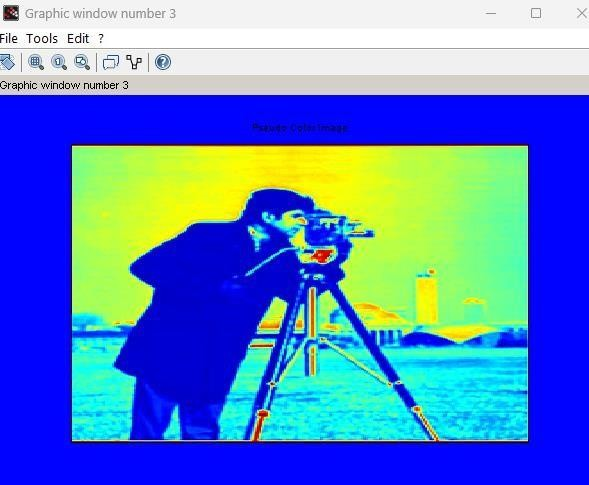 Graphic window number 3
File Tools Edit ?
Graphic window number 3
Pseudo Color Image